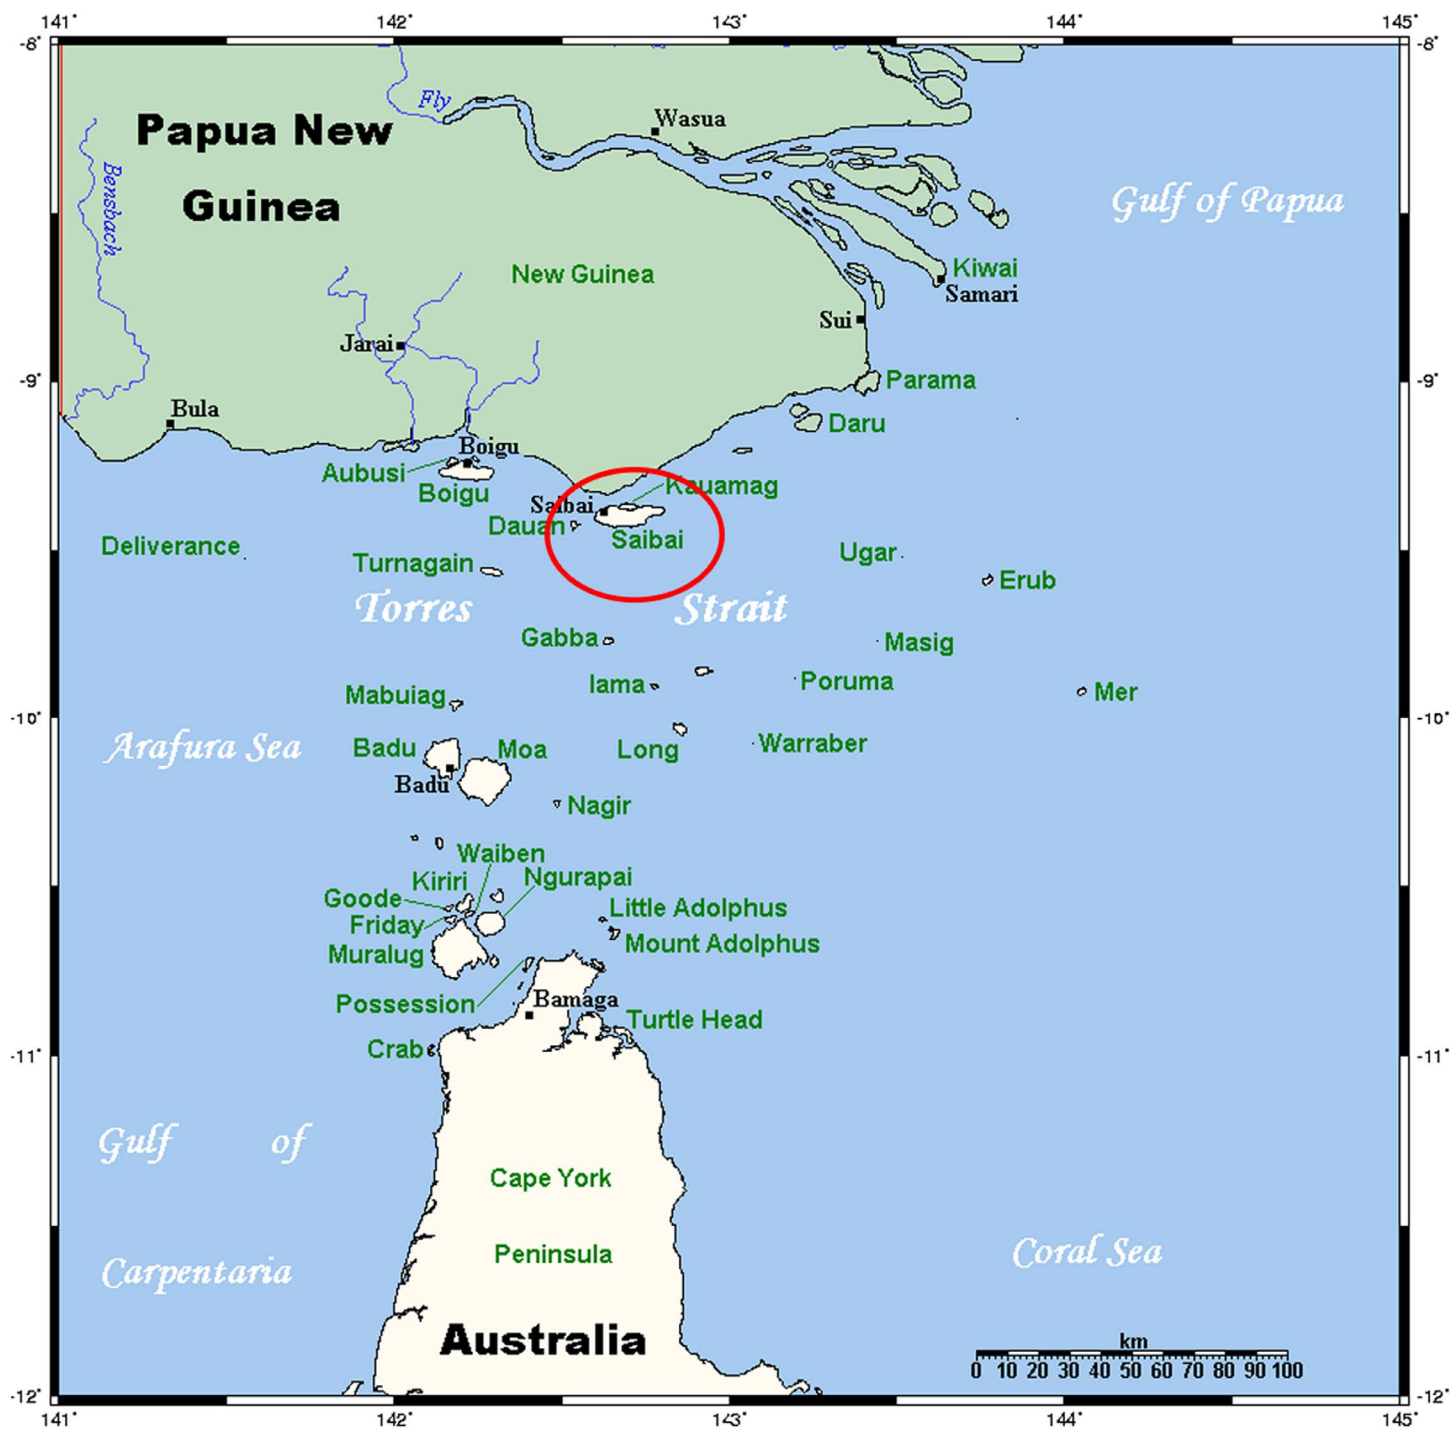 141°
142°
143°
144°
145°
-8°
-8°
Fly
Wasua
Papua New
Guinea
Bensbach
Gulf of Papua
New Guinea
Kiwai
Samari
Sui
Jarai
-9°
Parama
-9°
Bula
Daru
Boigu
Aubusi
Boigu
Kauamag
Saibai
Dauan
Saibai
Deliverance
Ugar
Turnagain
Erub
Torres Strait
Gabba
Masig
Iama
Poruma
Mabuiag
Mer
-10°
-10°
Arafura Sea
Badu
Moa
Long
Warraber
Badu
Nagir
Waiben
Kiriri
Ngurapai
Goode
Little Adolphus
Friday
Mount Adolphus
Muralug
Possession
Bamaga
Turtle Head
Crab
-11°
-11°
Gulf of
Cape York
Peninsula
Coral Sea
Carpentaria
Australia
km
0 10 20 30 40 50 60 70 80 90 100
-12°
-12°
141°
142°
143°
144°
145°